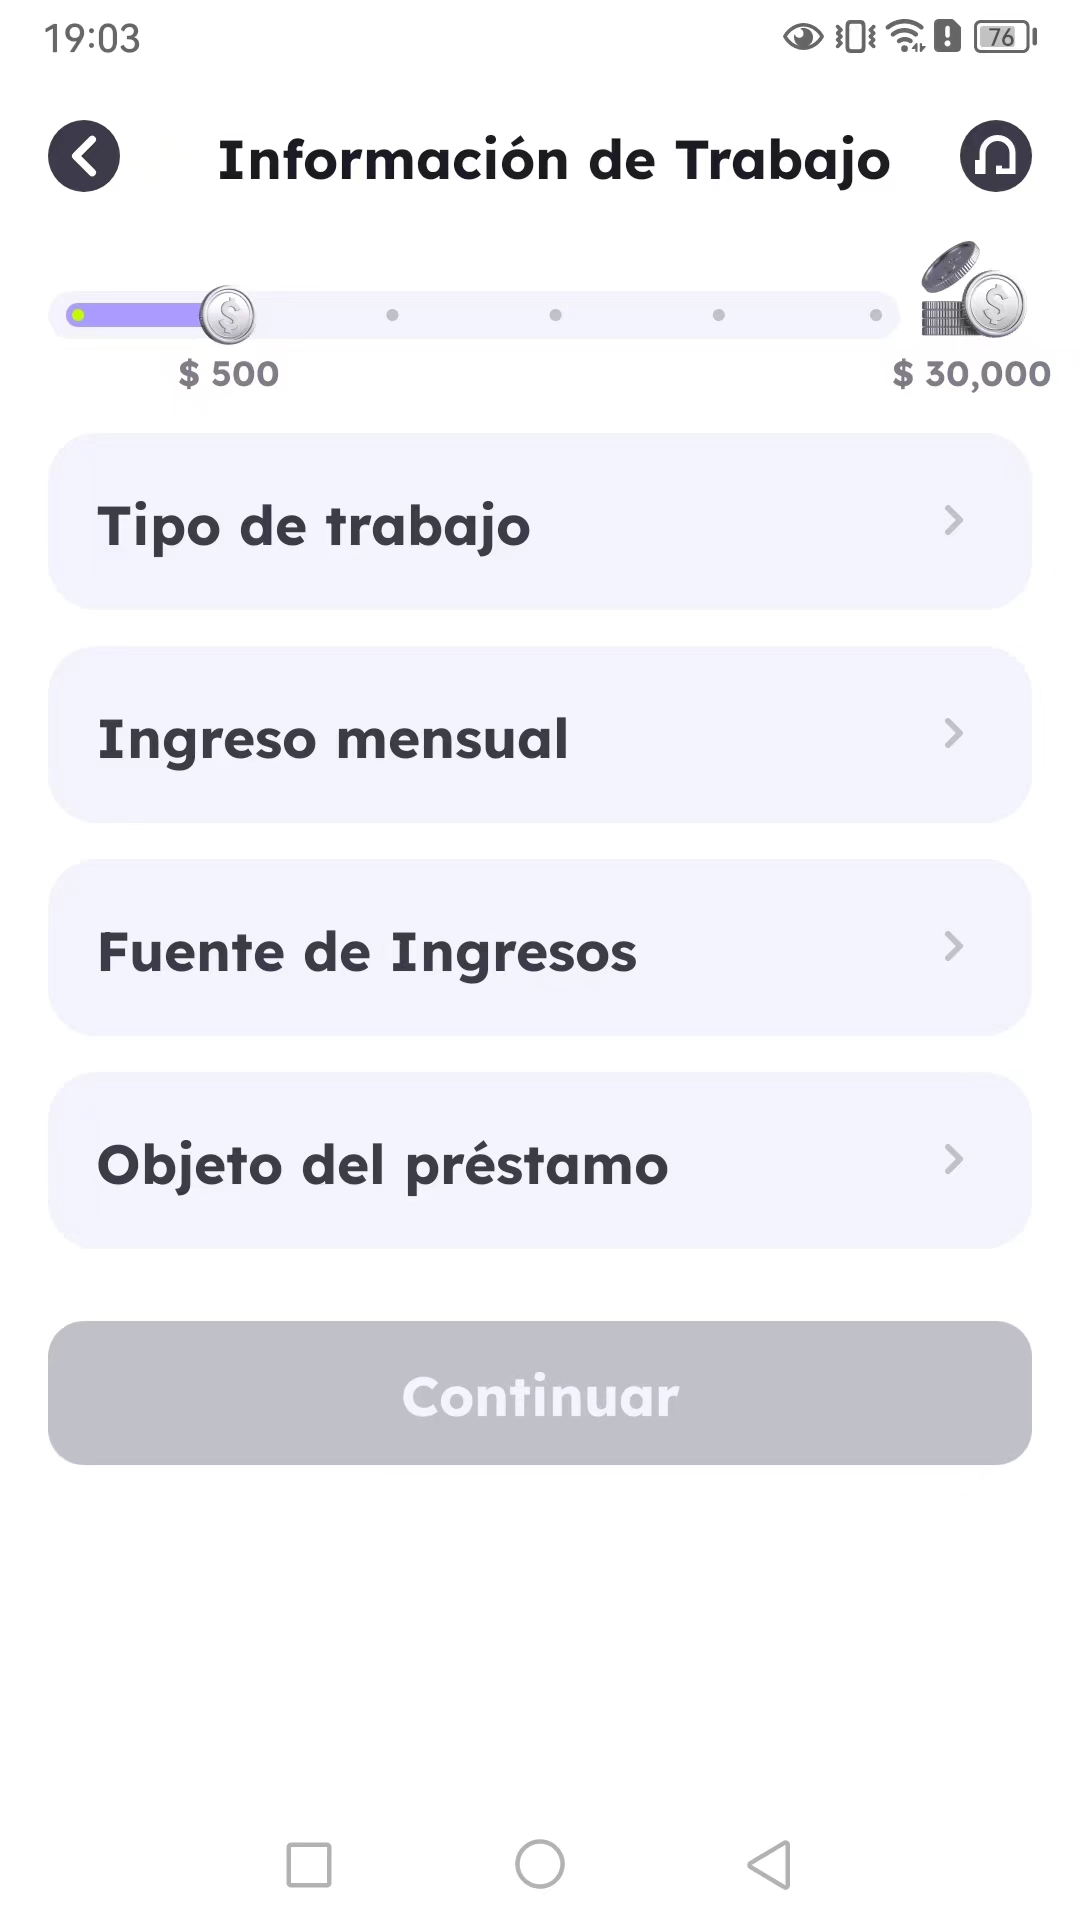 19:03
76
Información de Trabajo
$ 500
$ 30,000
Tipo de trabajo
Ingreso mensual
Fuente de Ingresos
Objeto del préstamo
Continuar